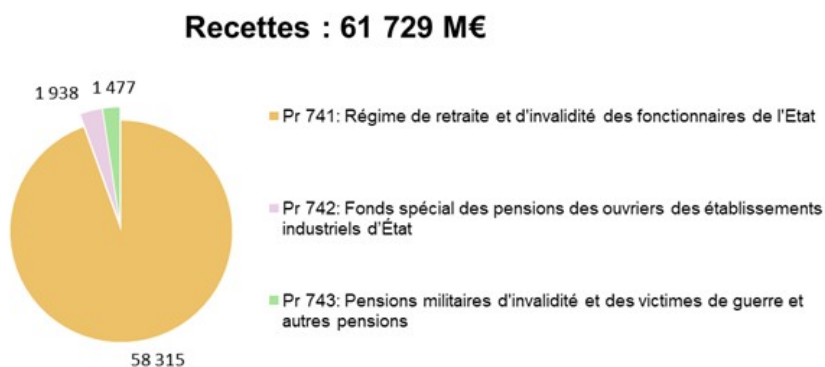 Recettes : 61 729 M€
1 938
1 477
Pr 741: Régime de retraite et d'invalidité des fonctionnaires de l'Etat
Pr 742: Fonds spécial des pensions des ouvriers des établissements
industriels d'État
Pr 743: Pensions militaires d'invalidité et des victimes de guerre et
autres pensions
58 315